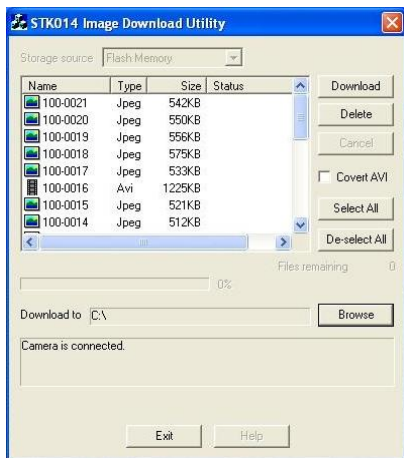 STK014 Image Download Utility
Storage source Flash Memory
Name Type Size Status
100-0021 Jpeg 542KB
100-0020 Jpeg 550KB
100-0019 Jpeg 556KB
100-0018 Jpeg 575KB
100-0017 Jpeg 533KB
100-0016 Avi 1225KB
100-0015 Jpeg 521KB
100-0014 Jpeg 512KB
Download
Delete
Cancel
Covert AVI
Select All
De-select All
Files remaining 0
0%
Download to C:\
Browse
Camera is connected.
Exit Help